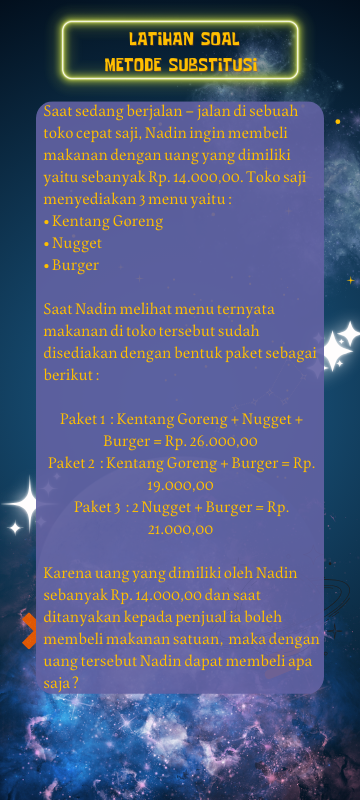 LATIHAN SOAL
METODE SUBSTITUSI
Saat sedang berjalan – jalan di sebuah
toko cepat saji, Nadin ingin membeli
makanan dengan uang yang dimiliki
yaitu sebanyak Rp. 14.000,00. Toko saji
menyediakan 3 menu yaitu :
• Kentang Goreng
• Nugget
• Burger
Saat Nadin melihat menu ternyata
makanan di toko tersebut sudah
disediakan dengan bentuk paket sebagai
berikut :
Paket 1 : Kentang Goreng + Nugget +
Burger = Rp. 26.000,00
Paket 2 : Kentang Goreng + Burger = Rp.
19.000,00
Paket 3 : 2 Nugget + Burger = Rp.
21.000,00
Karena uang yang dimiliki oleh Nadin
sebanyak Rp. 14.000,00 dan saat
ditanyakan kepada penjual ia boleh
membeli makanan satuan, maka dengan
uang tersebut Nadin dapat membeli apa
saja ?